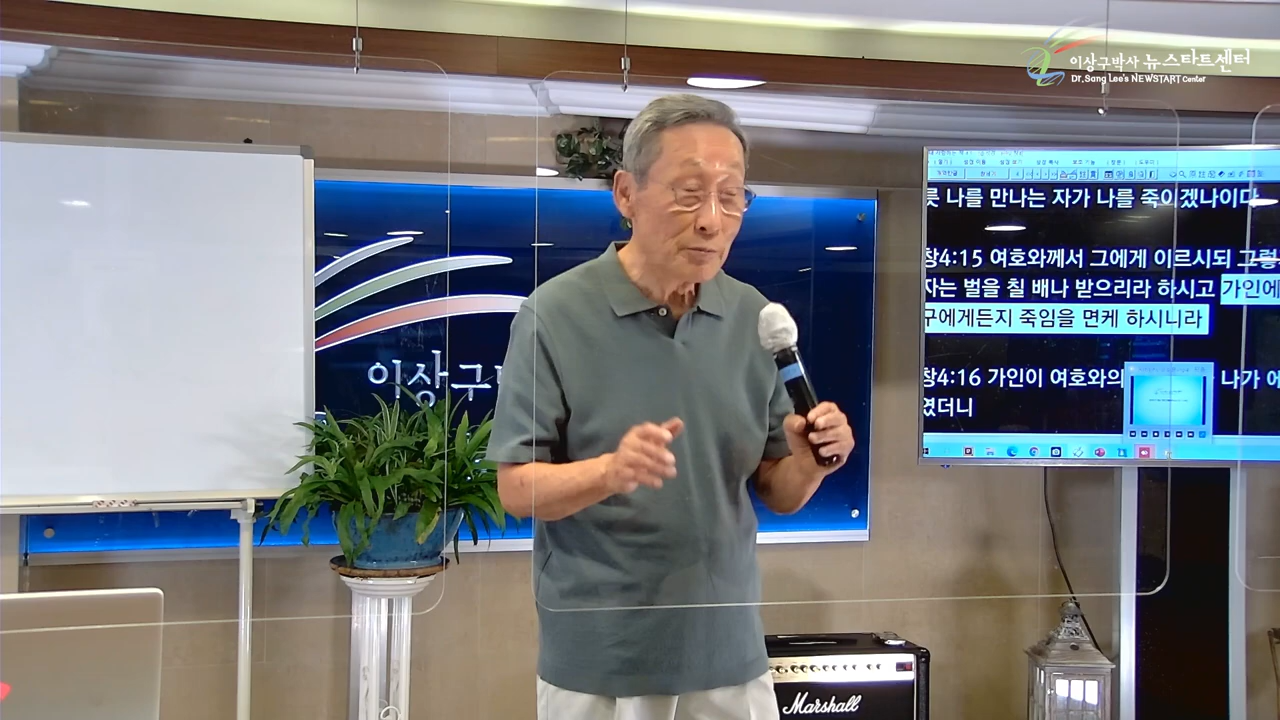 이상구박사 뉴스타트센터
Dr.Sang Lee's NEWSTART Center
릇 나를 만나는 자가 나를 죽이겠나이다
창4:15 여호와께서 그에게 이르시되 그렇
자는 벌을 칠 배나 받으리라 하시고 가인에
구에게든지 죽임을 면케 하시니라
창4:16 가인이 여호와의 나가 에
였더니
이상구박
Marshall